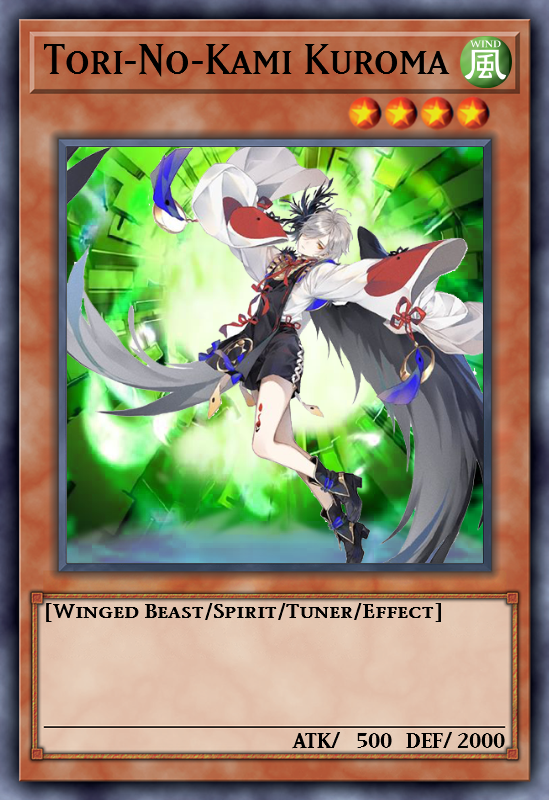 Tori-No-Kami Kuroma
WIND
風
[Winged Beast/Spirit/Tuner/Effect]
ATK/ 500 DEF/ 2000